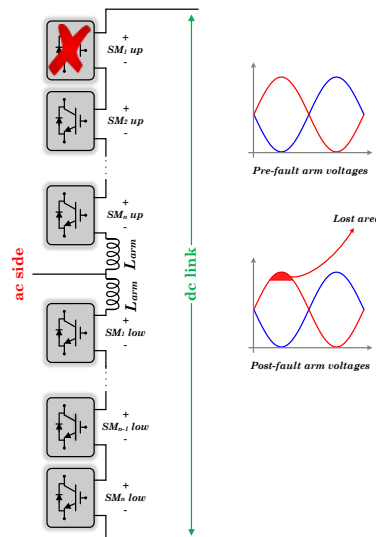 +
SM1 up
-
+
SM2 up
-
+
SMn up
-
Larm
ac side
dc link
Larm
+
SM1 low
-
+
SMn-1 low
-
+
SMn low
-
Pre-fault arm voltages
Lost area
Post-fault arm voltages